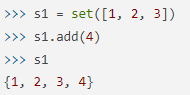 >>> s1 = set([1, 2, 3])
>>> s1.add(4)
>>> s1
{1, 2, 3, 4}